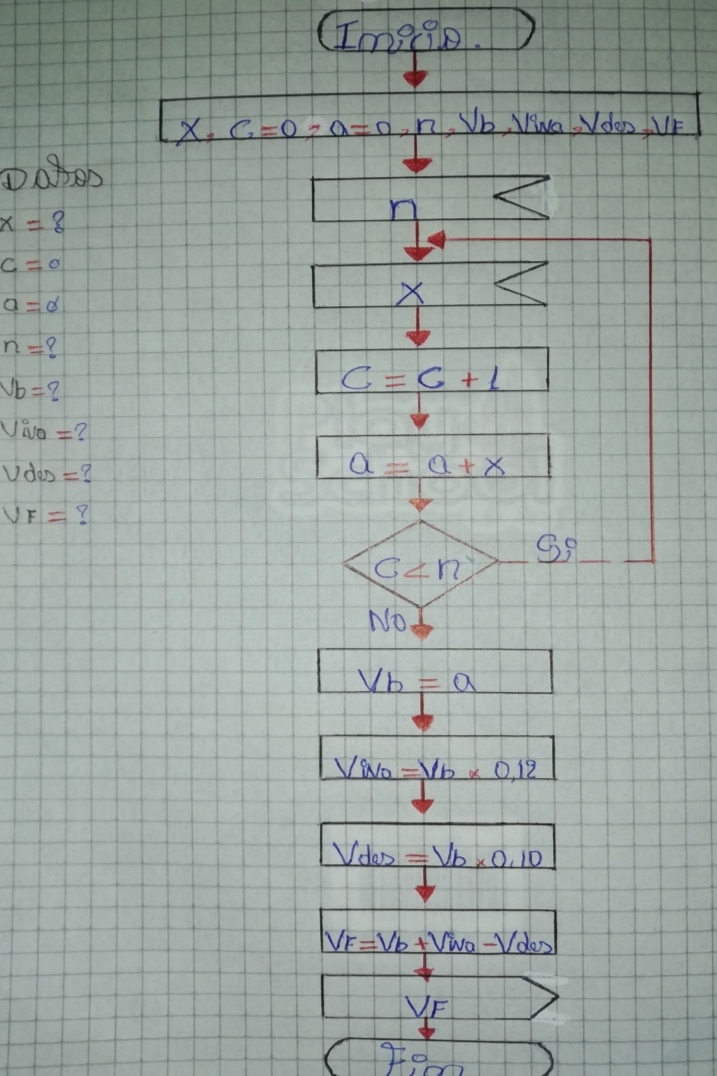 Inicio.
X, C=0, a=0, n, Vb, Viva, Vdes, VF
Datos
x = ?
c = 0
a = 0
n = ?
Vb = ?
Viva = ?
Vdes = ?
VF = ?
n
X
C = C + 1
a = a + x
C < n
Si
NO
Vb = a
Viva = Vb x 0,12
Vdes = Vb x 0,10
VF = Vb + Viva - Vdes
VF
Fin